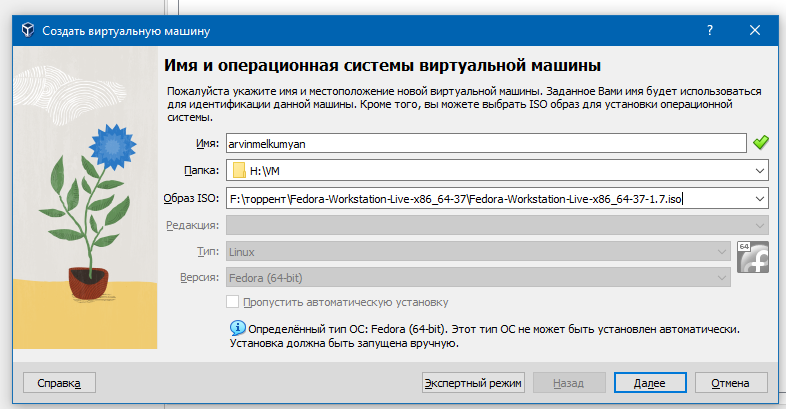 Создать виртуальную машину
?
Имя и операционная системы виртуальной машины
Пожалуйста укажите имя и местоположение новой виртуальной машины. Заданное Вами имя будет использоваться
для идентификации данной машины. Кроме того, вы можете выбрать ISO образ для установки операционной
системы.
Имя: arvinmelkumyan
Папка: H:\VM
Образ ISO: F:\торрент\Fedora-Workstation-Live-x86_64-37\Fedora-Workstation-Live-x86_64-37-1.7.iso
Редакция:
Тип: Linux
64
Версия: Fedora (64-bit)
Пропустить автоматическую установку
Определённый тип ОС: Fedora (64-bit). Этот тип ОС не может быть установлен автоматически.
Установка должна быть запущена вручную.
Справка Экспертный режим Назад Далее Отмена